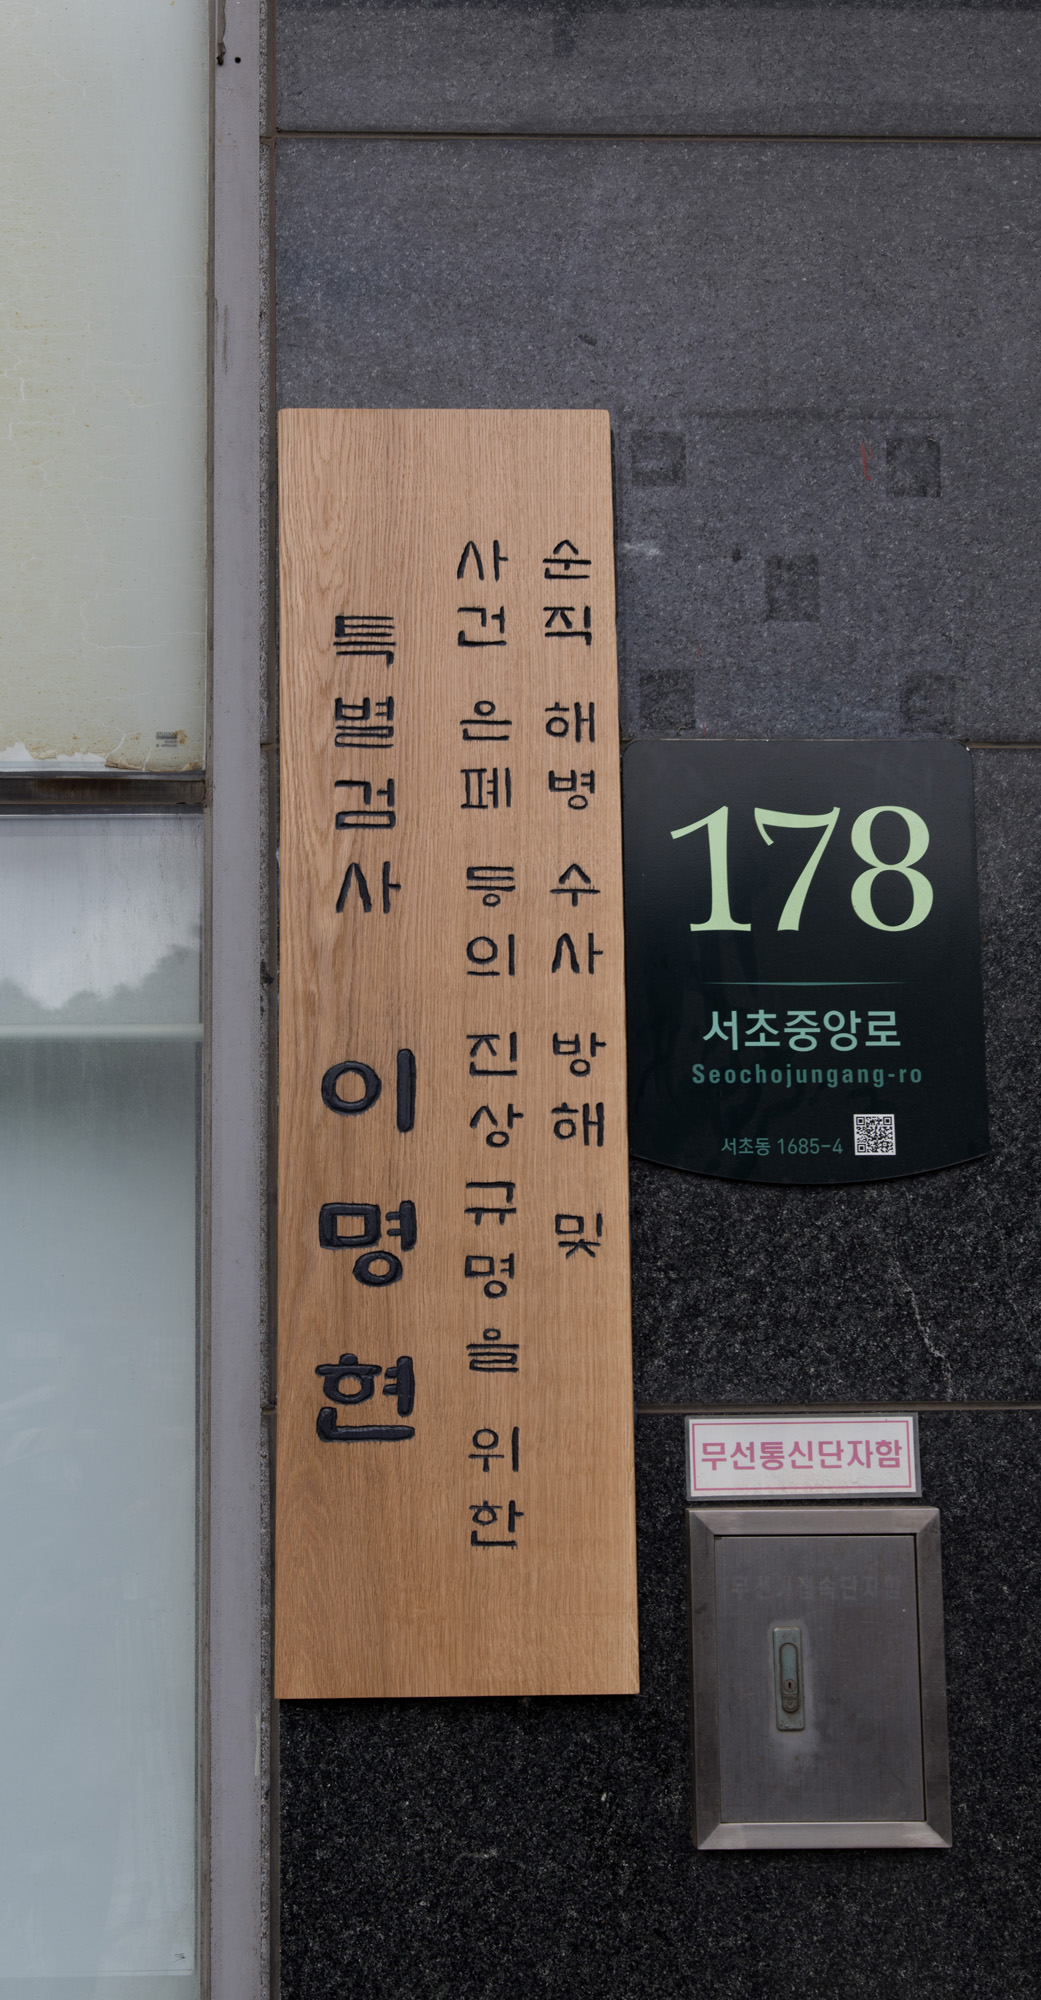 순직 해병 수사 방해 및
사건 은폐 등의 진상 규명을 위한
특별검사 이명현
178
서초중앙로
Seochojungang-ro
서초동 1685-4
무선통신단자함